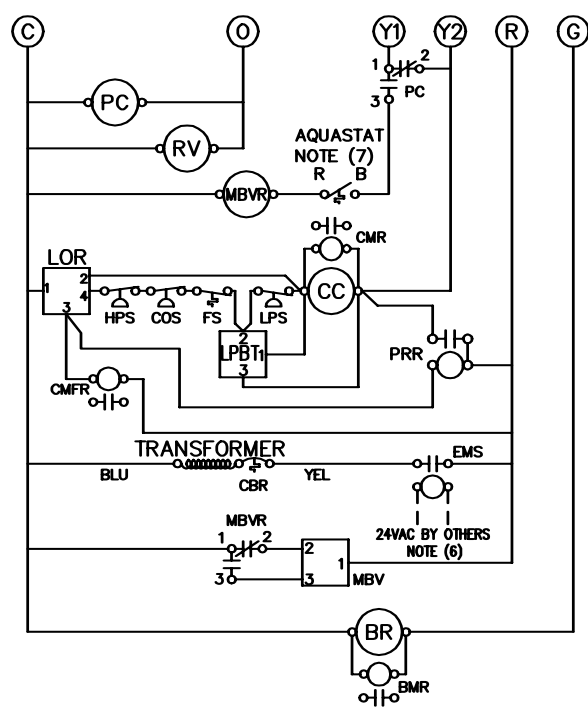 C O Y1 Y2 R G
1 2
PC PC
3
RV AQUASTAT
NOTE (7)
R B
MBVR
CMR
LOR
2
1 CC
4
3 HPS COS FS LPS
2
LPBT 1 PRR
3
CMFR
TRANSFORMER
EMS
BLU CBR YEL
24VAC BY OTHERS
NOTE (6)
MBVR
1 2 2
1
3 3 MBV
BR
BMR